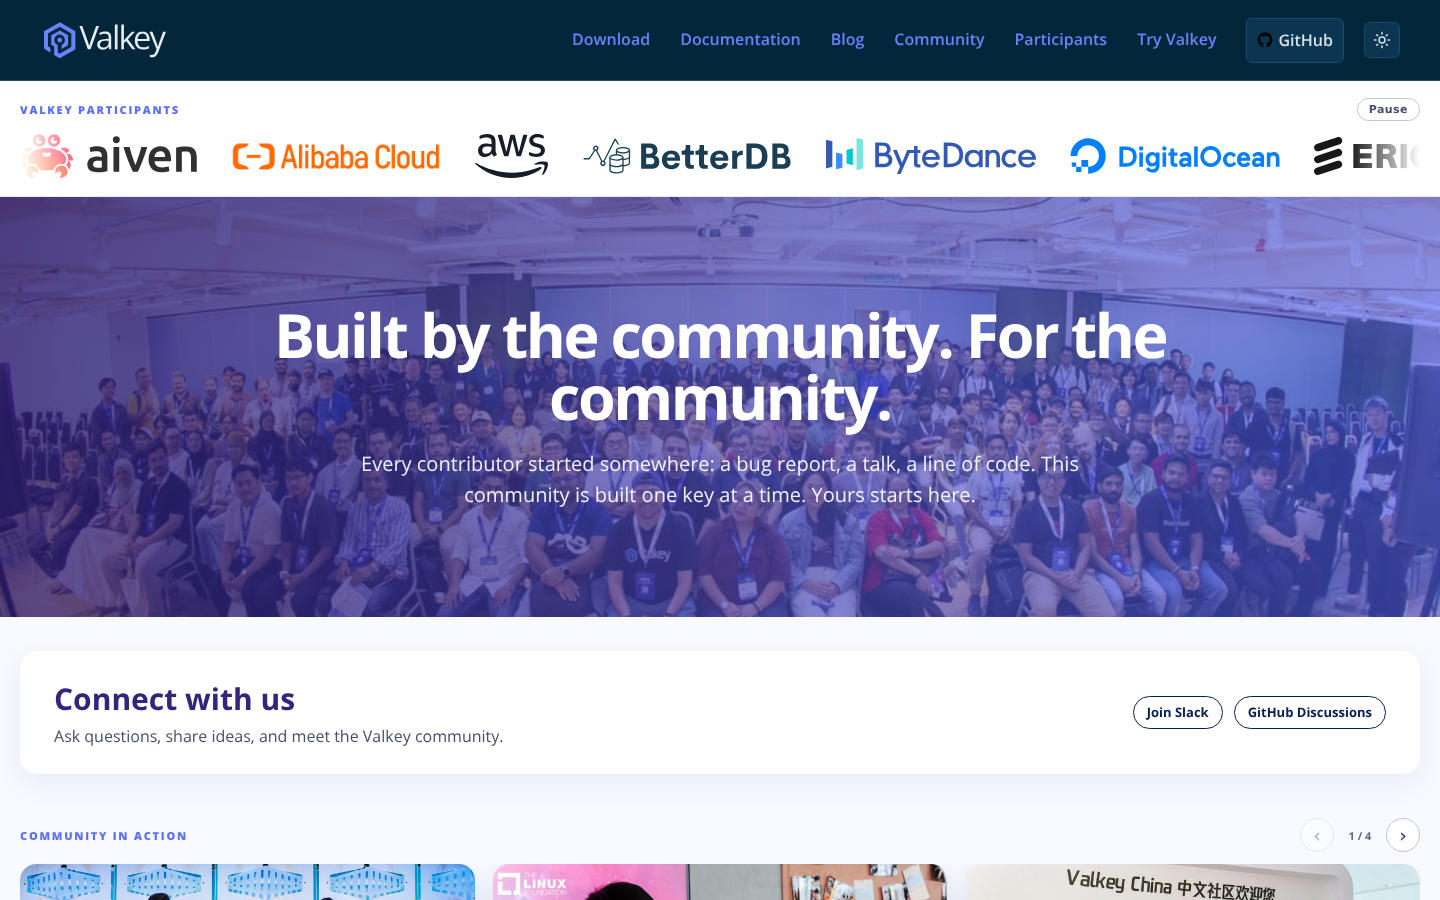 Valkey
Download
Documentation
Blog
Community
Participants
Try Valkey
GitHub
VALKEY PARTICIPANTS
Pause
aiven
Alibaba Cloud
aws
BetterDB
ByteDance
DigitalOcean
ERIC
Built by the community. For the
community.
Every contributor started somewhere: a bug report, a talk, a line of code. This
community is built one key at a time. Yours starts here.
Valkey
Connect with us
Ask questions, share ideas, and meet the Valkey community.
Join Slack
GitHub Discussions
COMMUNITY IN ACTION
1 / 4
THE
LINUX
FOUNDATION
Valkey China 中文社区欢迎您